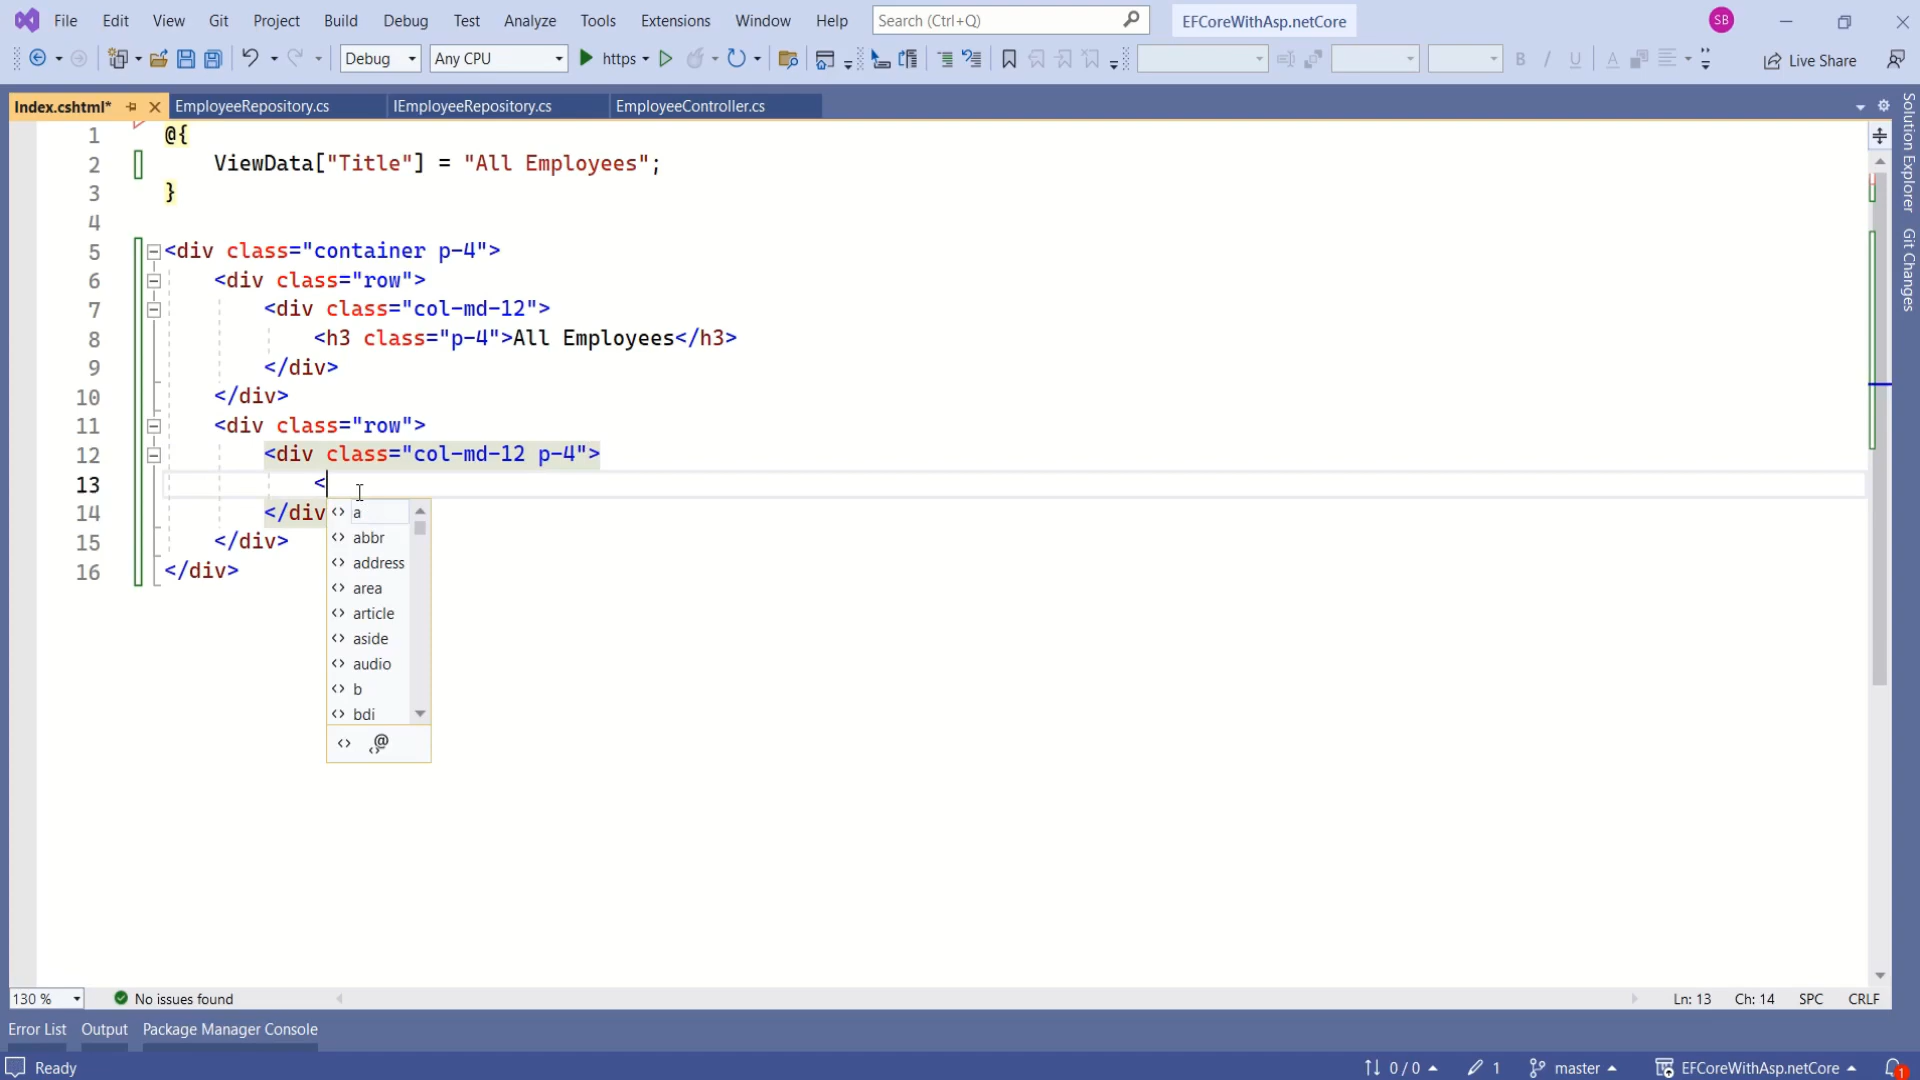 File Edit View Git Project Build Debug Test Analyze Tools Extensions Window Help Search (Ctrl+Q) EFCoreWithAsp.netCore SB
Debug Any CPU https Live Share
Index.cshtml* EmployeeRepository.cs IEmployeeRepository.cs EmployeeController.cs
1 @{
2 ViewData["Title"] = "All Employees";
3 }
4
5 <div class="container p-4">
6 <div class="row">
7 <div class="col-md-12">
8 <h3 class="p-4">All Employees</h3>
9 </div>
10 </div>
11 <div class="row">
12 <div class="col-md-12 p-4">
13 <
14 </div
15 </div>
16 </div>
a
abbr
address
area
article
aside
audio
b
bdi
Solution Explorer
Git Changes
130 % No issues found Ln: 13 Ch: 14 SPC CRLF
Error List Output Package Manager Console
Ready 0 / 0 1 master EFCoreWithAsp.netCore 1